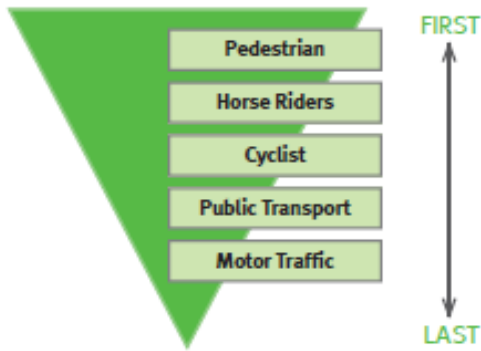 FIRST
Pedestrian
Horse Riders
Cyclist
Public Transport
Motor Traffic
LAST